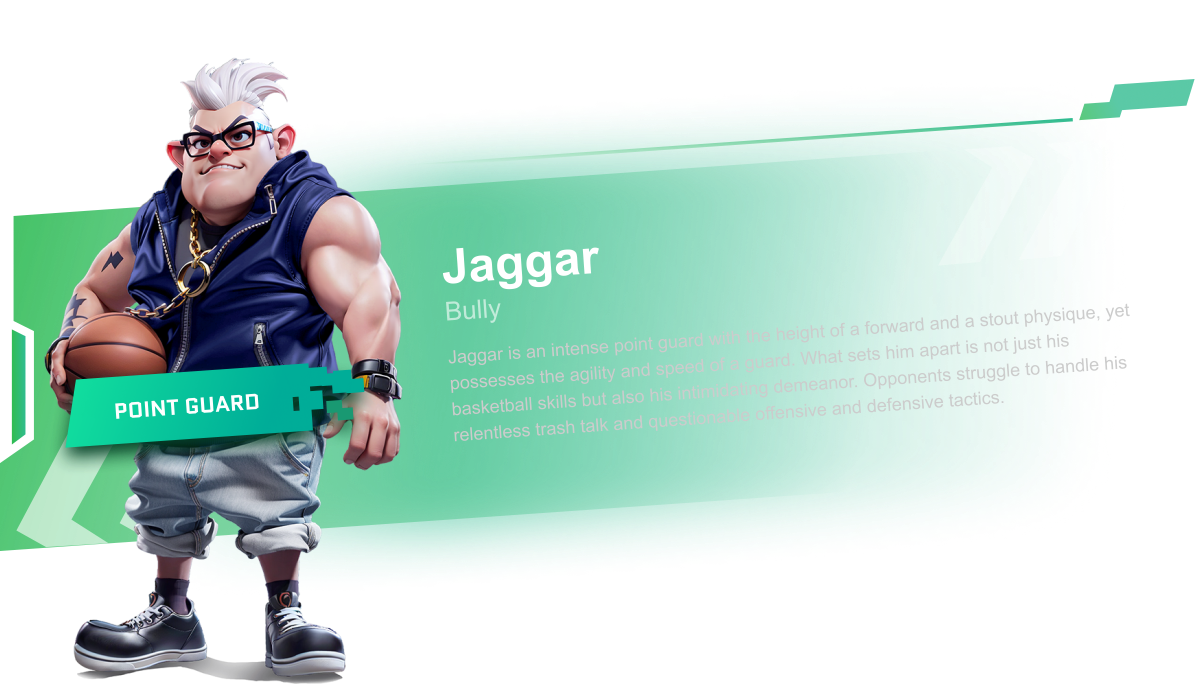 Jaggar
Bully
Jaggar is an intense point guard with the height of a forward and a stout physique, yet
possesses the agility and speed of a guard. What sets him apart is not just his
basketball skills but also his intimidating demeanor. Opponents struggle to handle his
relentless trash talk and questionable offensive and defensive tactics.
POINT GUARD